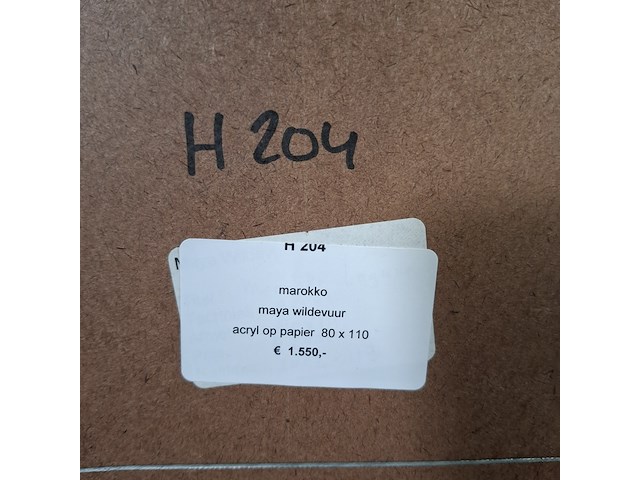 H 204
H 204
marokko
maya wildevuur
acryl op papier 80 x 110
€ 1.550,-